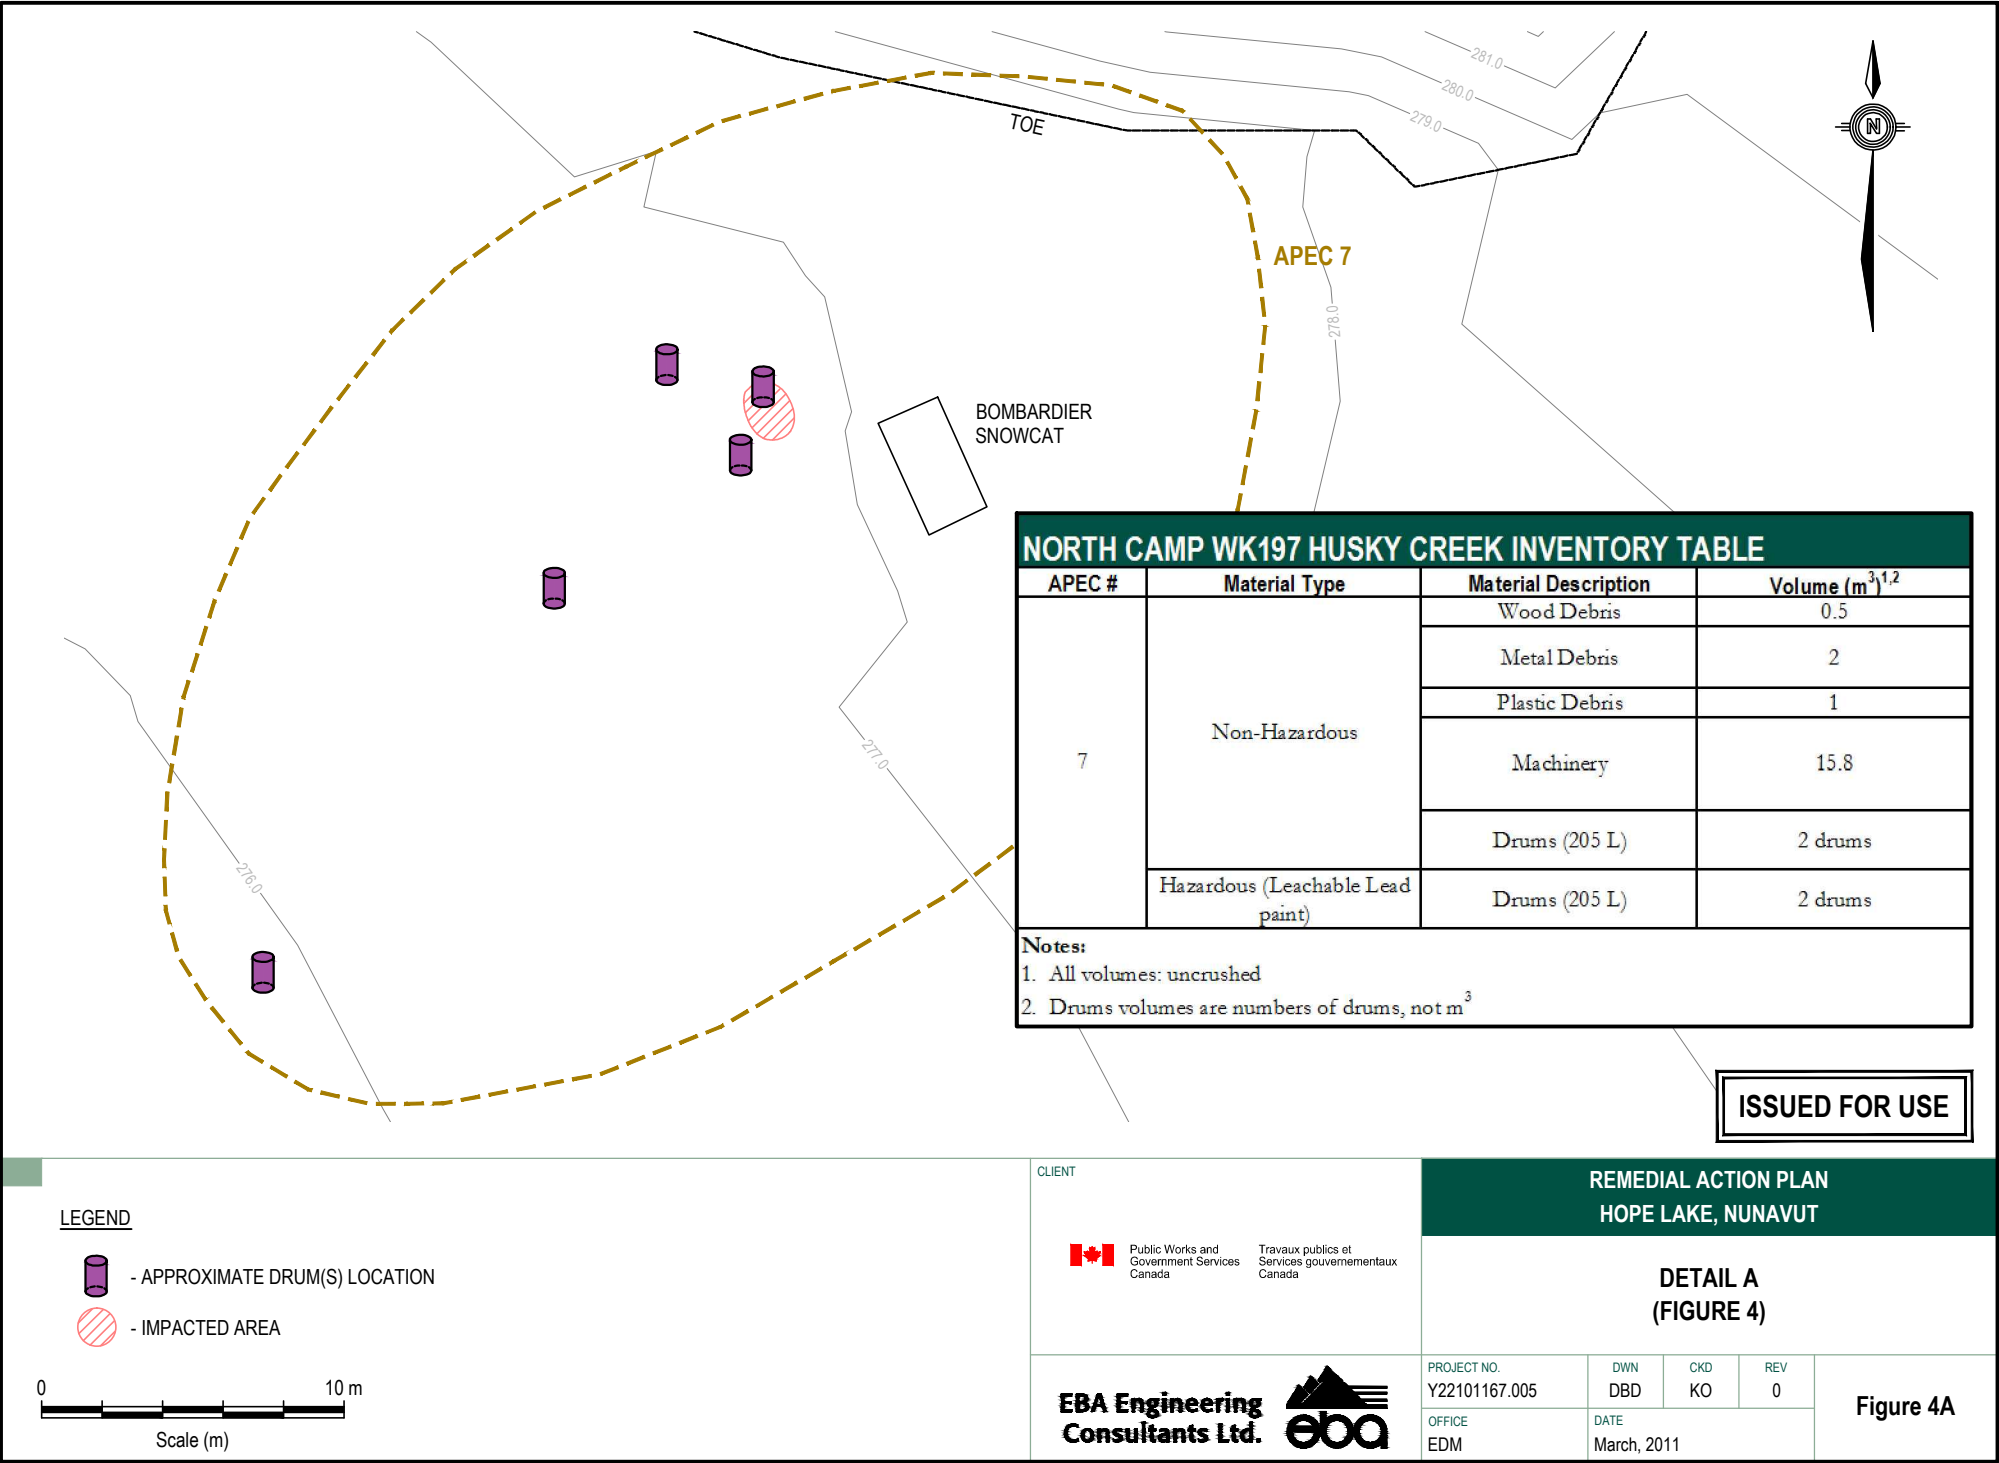 281.0
280.0
279.0
TOE
N
APEC 7
278.0
BOMBARDIER
SNOWCAT
277.0
276.0
NORTH CAMP WK197 HUSKY CREEK INVENTORY TABLE
APEC # Material Type Material Description Volume (m³)¹,²
7 Non-Hazardous Wood Debris 0.5
Metal Debris 2
Plastic Debris 1
Machinery 15.8
Drums (205 L) 2 drums
Hazardous (Leachable Lead
paint) Drums (205 L) 2 drums
Notes:
1. All volumes: uncrushed
2. Drums volumes are numbers of drums, not m³
ISSUED FOR USE
LEGEND
- APPROXIMATE DRUM(S) LOCATION
- IMPACTED AREA
0 10 m
Scale (m)
CLIENT
Public Works and
Government Services
Canada
Travaux publics et
Services gouvernementaux
Canada
EBA Engineering
Consultants Ltd.
eba
REMEDIAL ACTION PLAN
HOPE LAKE, NUNAVUT
DETAIL A
(FIGURE 4)
PROJECT NO. DWN CKD REV
Y22101167.005 DBD KO 0
OFFICE DATE
EDM March, 2011
Figure 4A